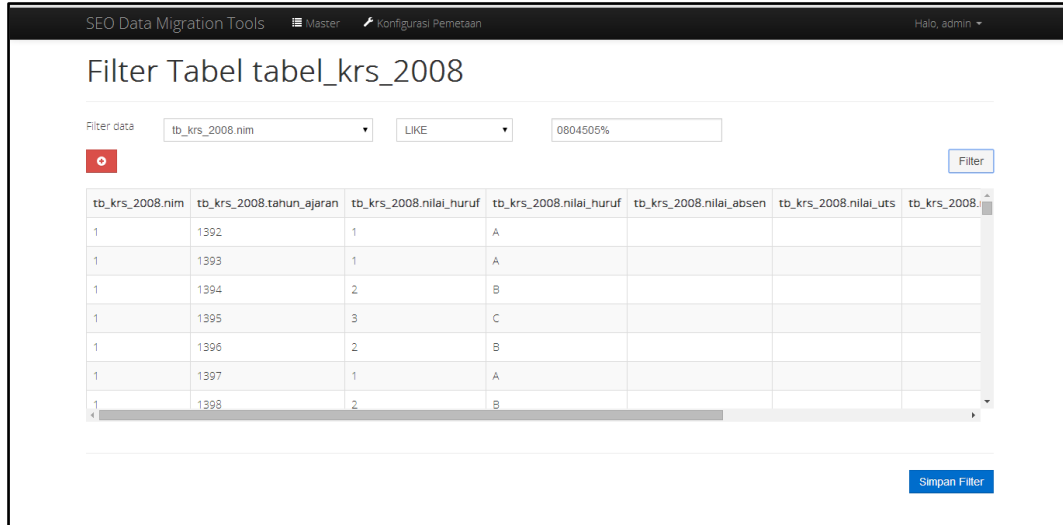 SEO Data Migration Tools Master Konfigurasi Pemetaan Halo, admin
Filter Tabel tabel_krs_2008
Filter data tb_krs_2008.nim LIKE 0804505%
Filter
tb_krs_2008.nim tb_krs_2008.tahun_ajaran tb_krs_2008.nilai_huruf tb_krs_2008.nilai_huruf tb_krs_2008.nilai_absen tb_krs_2008.nilai_uts tb_krs_2008.
1 1392 1 A
1 1393 1 A
1 1394 2 B
1 1395 3 C
1 1396 2 B
1 1397 1 A
1 1398 2 B
Simpan Filter